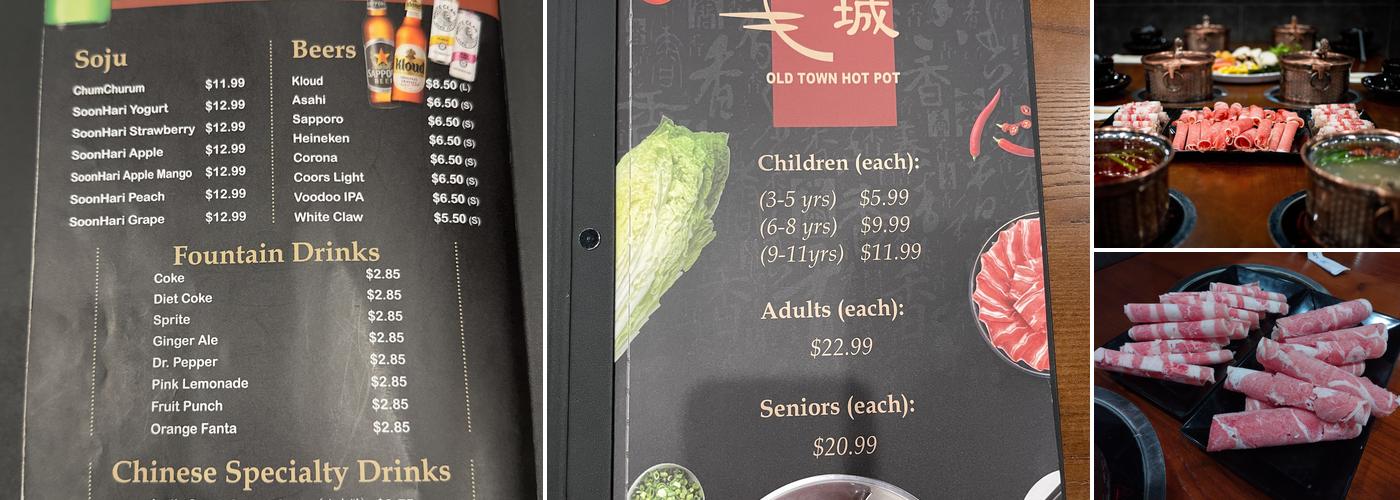 Soju
ChumChurum $11.99
SoonHari Yogurt $12.99
SoonHari Strawberry $12.99
SoonHari Apple $12.99
SoonHari Apple Mango $12.99
SoonHari Peach $12.99
SoonHari Grape $12.99
Beers
SAPPORO
Kloud
Kloud $8.50 (L)
Asahi $6.50 (S)
Sapporo $6.50 (S)
Heineken $6.50 (S)
Corona $6.50 (S)
Coors Light $6.50 (S)
Voodoo IPA $6.50 (S)
White Claw $5.50 (S)
Fountain Drinks
Coke $2.85
Diet Coke $2.85
Sprite $2.85
Ginger Ale $2.85
Dr. Pepper $2.85
Pink Lemonade $2.85
Fruit Punch $2.85
Orange Fanta $2.85
Chinese Specialty Drinks
城
OLD TOWN HOT POT
Children (each):
(3-5 yrs) $5.99
(6-8 yrs) $9.99
(9-11yrs) $11.99
Adults (each):
$22.99
Seniors (each):
$20.99